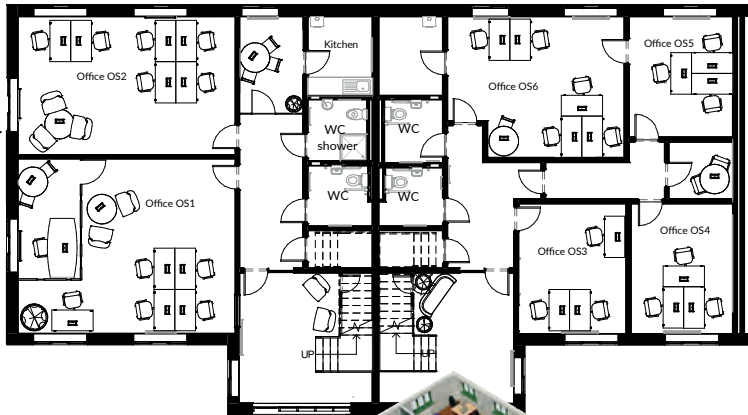 Kitchen
Office OS5
Office OS2
Office OS6
WC
shower
WC
WC
WC
Office OS1
Office OS4
Office OS3
UP
UP